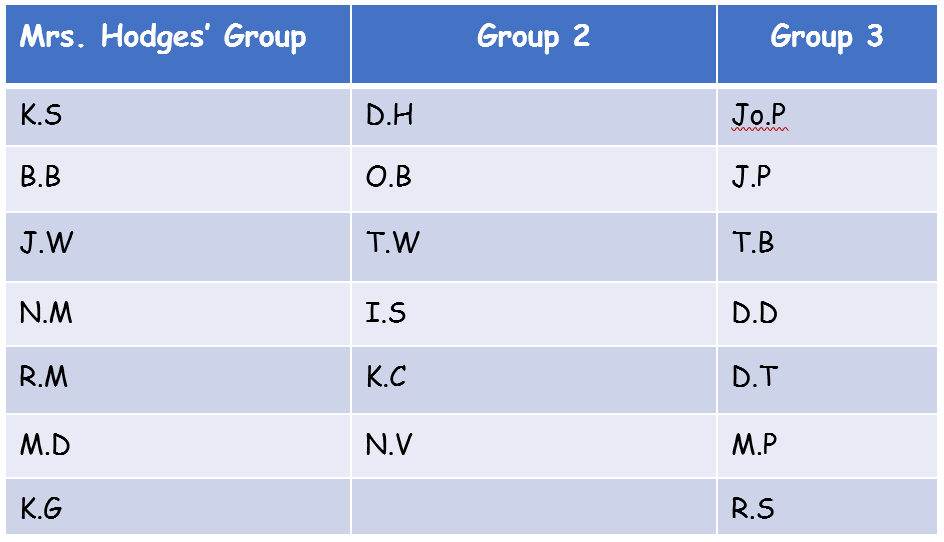 Mrs. Hodges' Group Group 2 Group 3
K.S D.H Jo.P
B.B O.B J.P
J.W T.W T.B
N.M I.S D.D
R.M K.C D.T
M.D N.V M.P
K.G R.S